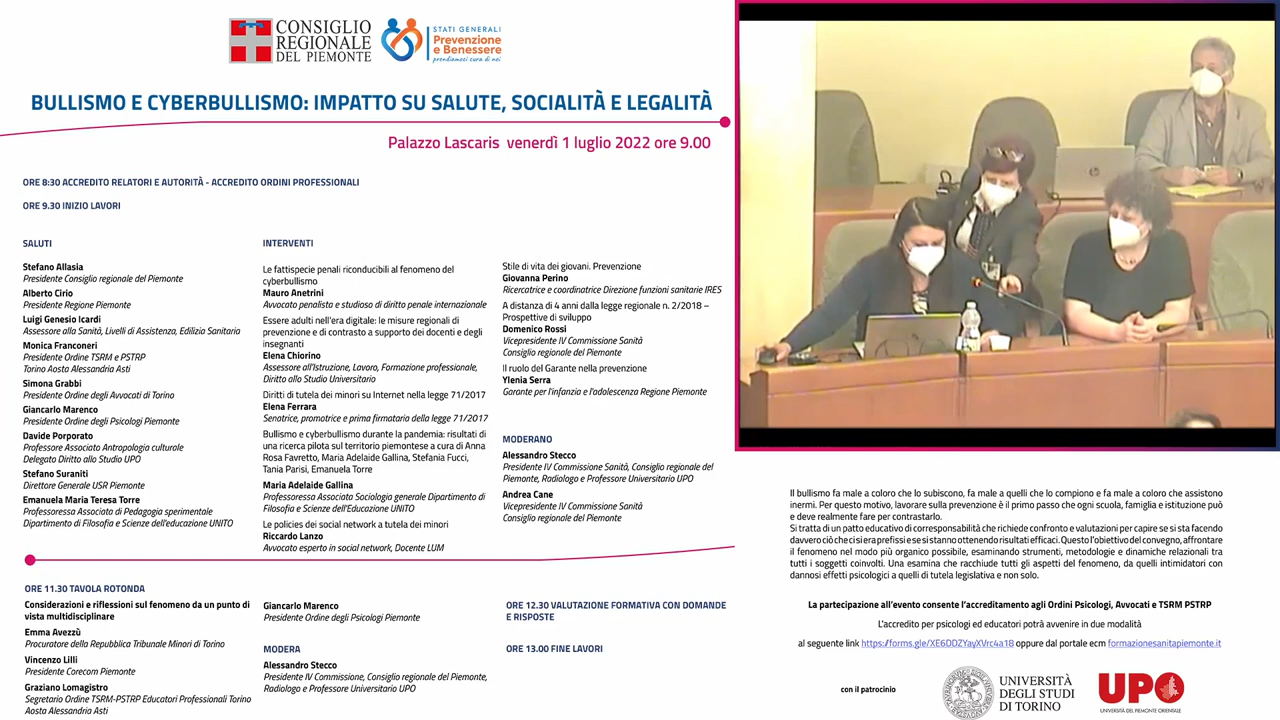 CONSIGLIO
REGIONALE
DEL PIEMONTE
STATI GENERALI
Prevenzione
e Benessere
prendiamoci cura di noi
BULLISMO E CYBERBULLISMO: IMPATTO SU SALUTE, SOCIALITÀ E LEGALITÀ
Palazzo Lascaris venerdì 1 luglio 2022 ore 9.00
ORE 8:30 ACCREDITO RELATORI E AUTORITÀ - ACCREDITO ORDINI PROFESSIONALI
ORE 9.30 INIZIO LAVORI
SALUTI
Stefano Allasia
Presidente Consiglio regionale del Piemonte
Alberto Cirio
Presidente Regione Piemonte
Luigi Genesio Icardi
Assessore alla Sanità, Livelli di Assistenza, Edilizia Sanitaria
Monica Franconeri
Presidente Ordine TSRM e PSTRP
Torino Aosta Alessandria Asti
Simona Grabbi
Presidente Ordine degli Avvocati di Torino
Giancarlo Marenco
Presidente Ordine degli Psicologi Piemonte
Davide Porporato
Professore Associato Antropologia culturale
Delegato Diritto allo Studio UPO
Stefano Suraniti
Direttore Generale USR Piemonte
Emanuela Maria Teresa Torre
Professoressa Associata di Pedagogia sperimentale
Dipartimento di Filosofia e Scienze dell'educazione UNITO
INTERVENTI
Le fattispecie penali riconducibili al fenomeno del
cyberbullismo
Mauro Anetrini
Avvocato penalista e studioso di diritto penale internazionale
Essere adulti nell'era digitale: le misure regionali di
prevenzione e di contrasto a supporto dei docenti e degli
insegnanti
Elena Chiorino
Assessore all'Istruzione, Lavoro, Formazione professionale,
Diritto allo Studio Universitario
Diritti di tutela dei minori su Internet nella legge 71/2017
Elena Ferrara
Senatrice, promotrice e prima firmataria della legge 71/2017
Bullismo e cyberbullismo durante la pandemia: risultati di
una ricerca pilota sul territorio piemontese a cura di Anna
Rosa Favretto, Maria Adelaide Gallina, Stefania Fucci,
Tania Parisi, Emanuela Torre
Maria Adelaide Gallina
Professoressa Associata Sociologia generale Dipartimento di
Filosofia e Scienze dell'Educazione UNITO
Le policies dei social network a tutela dei minori
Riccardo Lanzo
Avvocato esperto in social network, Docente LUM
Stile di vita dei giovani. Prevenzione
Giovanna Perino
Ricercatrice e coordinatrice Direzione funzioni sanitarie IRES
A distanza di 4 anni dalla legge regionale n. 2/2018 –
Prospettive di sviluppo
Domenico Rossi
Vicepresidente IV Commissione Sanità
Consiglio regionale del Piemonte
Il ruolo del Garante nella prevenzione
Ylenia Serra
Garante per l'infanzia e l'adolescenza Regione Piemonte
MODERANO
Alessandro Stecco
Presidente IV Commissione Sanità, Consiglio regionale del
Piemonte, Radiologo e Professore Universitario UPO
Andrea Cane
Vicepresidente IV Commissione Sanità
Consiglio regionale del Piemonte
ORE 11.30 TAVOLA ROTONDA
Considerazioni e riflessioni sul fenomeno da un punto di
vista multidisciplinare
Emma Avezzù
Procuratore della Repubblica Tribunale Minori di Torino
Vincenzo Lilli
Presidente Corecom Piemonte
Graziano Lomagistro
Segretario Ordine TSRM-PSTRP Educatori Professionali Torino
Aosta Alessandria Asti
Giancarlo Marenco
Presidente Ordine degli Psicologi Piemonte
MODERA
Alessandro Stecco
Presidente IV Commissione, Consiglio regionale del Piemonte,
Radiologo e Professore Universitario UPO
ORE 12.30 VALUTAZIONE FORMATIVA CON DOMANDE
E RISPOSTE
ORE 13.00 FINE LAVORI
Il bullismo fa male a coloro che lo subiscono, fa male a quelli che lo compiono e fa male a coloro che assistono
inermi. Per questo motivo, lavorare sulla prevenzione è il primo passo che ogni scuola, famiglia e istituzione può
e deve realmente fare per contrastarlo.
Si tratta di un patto educativo di corresponsabilità che richiede confronto e valutazioni per capire se si sta facendo
davvero ciò che ci si era prefissi e se si stanno ottenendo risultati efficaci. Questo l'obiettivo del convegno, affrontare
il fenomeno nel modo più organico possibile, esaminando strumenti, metodologie e dinamiche relazionali tra
tutti i soggetti coinvolti. Una esamina che racchiude tutti gli aspetti del fenomeno, da quelli intimidatori con
dannosi effetti psicologici a quelli di tutela legislativa e non solo.
La partecipazione all'evento consente l'accreditamento agli Ordini Psicologi, Avvocati e TSRM PSTRP
L'accredito per psicologi ed educatori potrà avvenire in due modalità
al seguente link https://forms.gle/XE6DDZYayXVrc4a18 oppure dal portale ecm formazionesanitapiemonte.it
con il patrocinio
UNIVERSITÀ
DEGLI STUDI
DI TORINO
UPO
UNIVERSITÀ DEL PIEMONTE ORIENTALE